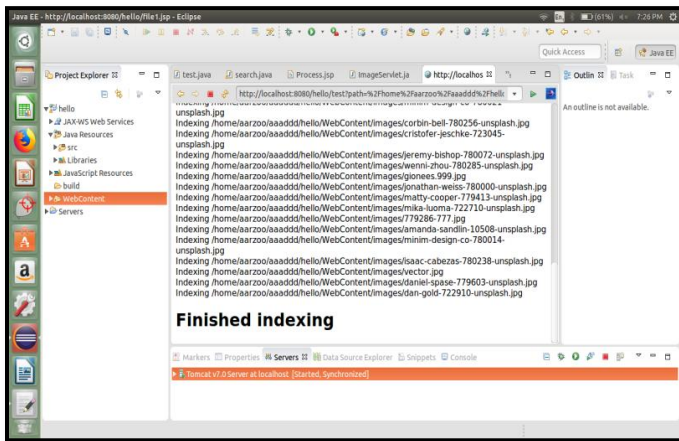 Java EE - http://localhost:8080/hello/file1.jsp - Eclipse
En
(61%)
7:26 PM
Quick Access
Java EE
Project Explorer
hello
JAX-WS Web Services
Java Resources
src
Libraries
JavaScript Resources
build
WebContent
Servers
test.java
search.java
Process.jsp
ImageServlet.ja
http://localhos
http://localhost:8080/hello/test?path=%2Fhome%2Faarzoo%2Faaaddd%2Fhello
unsplash.jpg
Indexing /home/aarzoo/aaaddd/hello/WebContent/images/corbin-bell-780256-unsplash.jpg
Indexing /home/aarzoo/aaaddd/hello/WebContent/images/cristofer-jeschke-723045-
unsplash.jpg
Indexing /home/aarzoo/aaaddd/hello/WebContent/images/jeremy-bishop-780072-unsplash.jpg
Indexing /home/aarzoo/aaaddd/hello/WebContent/images/wenni-zhou-780285-unsplash.jpg
Indexing /home/aarzoo/aaaddd/hello/WebContent/images/gionees.999.jpg
Indexing /home/aarzoo/aaaddd/hello/WebContent/images/jonathan-weiss-780000-unsplash.jpg
Indexing /home/aarzoo/aaaddd/hello/WebContent/images/matty-cooper-779413-unsplash.jpg
Indexing /home/aarzoo/aaaddd/hello/WebContent/images/mika-luoma-722710-unsplash.jpg
Indexing /home/aarzoo/aaaddd/hello/WebContent/images/779286-777.jpg
Indexing /home/aarzoo/aaaddd/hello/WebContent/images/amanda-sandlin-10508-unsplash.jpg
Indexing /home/aarzoo/aaaddd/hello/WebContent/images/minim-design-co-780014-
unsplash.jpg
Indexing /home/aarzoo/aaaddd/hello/WebContent/images/isaac-cabezas-780238-unsplash.jpg
Indexing /home/aarzoo/aaaddd/hello/WebContent/images/vector.jpg
Indexing /home/aarzoo/aaaddd/hello/WebContent/images/daniel-spase-779603-unsplash.jpg
Indexing /home/aarzoo/aaaddd/hello/WebContent/images/dan-gold-722910-unsplash.jpg
Finished indexing
Outlin
Task
An outline is not available.
Markers
Properties
Servers
Data Source Explorer
Snippets
Console
Tomcat v7.0 Server at localhost [Started, Synchronized]